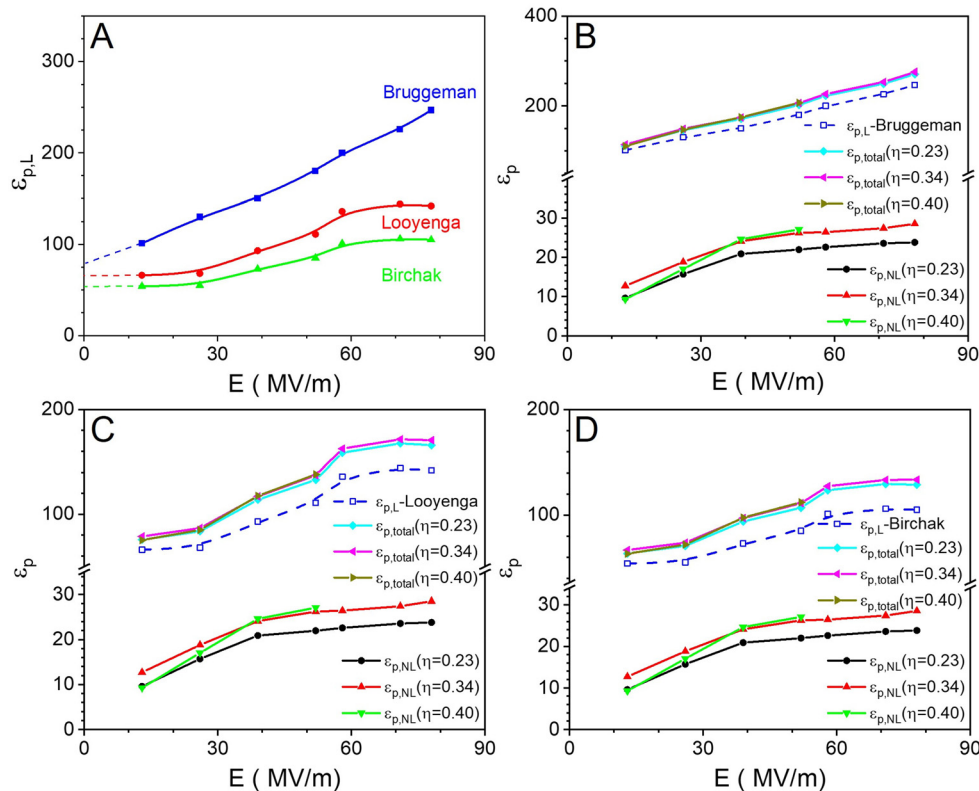 A
300
200
100
0
ε_p,L
Bruggeman
Looyenga
Birchak
0 30 60 90
E ( MV/m)
B
400
200
30
20
10
0
ε_p
ε_p,L-Bruggeman
ε_p,total(η=0.23)
ε_p,total(η=0.34)
ε_p,total(η=0.40)
ε_p,NL(η=0.23)
ε_p,NL(η=0.34)
ε_p,NL(η=0.40)
0 30 60 90
E ( MV/m)
C
200
100
30
20
10
0
ε_p
ε_p,L-Looyenga
ε_p,total(η=0.23)
ε_p,total(η=0.34)
ε_p,total(η=0.40)
ε_p,NL(η=0.23)
ε_p,NL(η=0.34)
ε_p,NL(η=0.40)
0 30 60 90
E ( MV/m)
D
200
100
30
20
10
0
ε_p
ε_p,L-Birchak
ε_p,total(η=0.23)
ε_p,total(η=0.34)
ε_p,total(η=0.40)
ε_p,NL(η=0.23)
ε_p,NL(η=0.34)
ε_p,NL(η=0.40)
0 30 60 90
E ( MV/m)